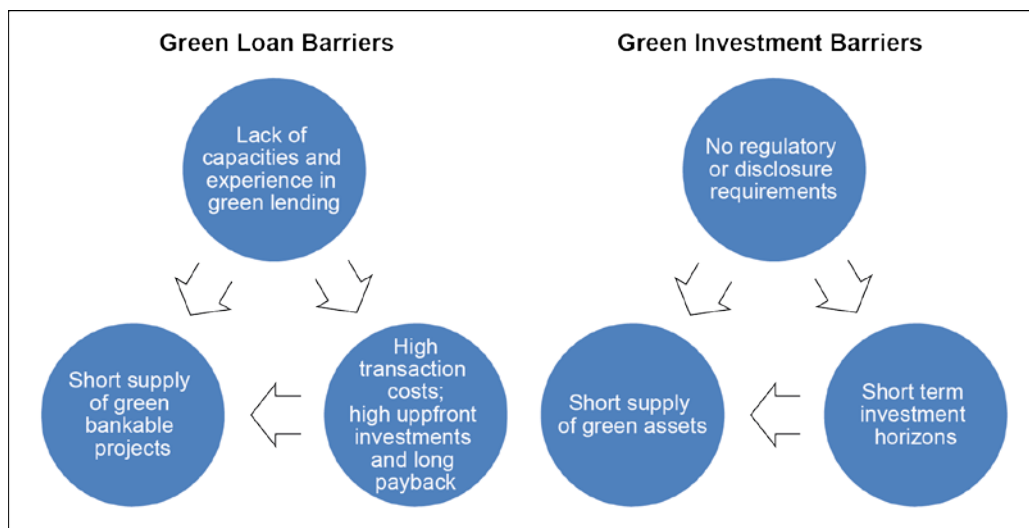 Green Loan Barriers
Lack of
capacities and
experience in
green lending
Short supply
of green
bankable
projects
High
transaction
costs;
high uppfront
investments
and long
payback
Green Investment Barriers
No regulatory
or disclosure
requirements
Short supply
of green assets
Short term
investment
horizons